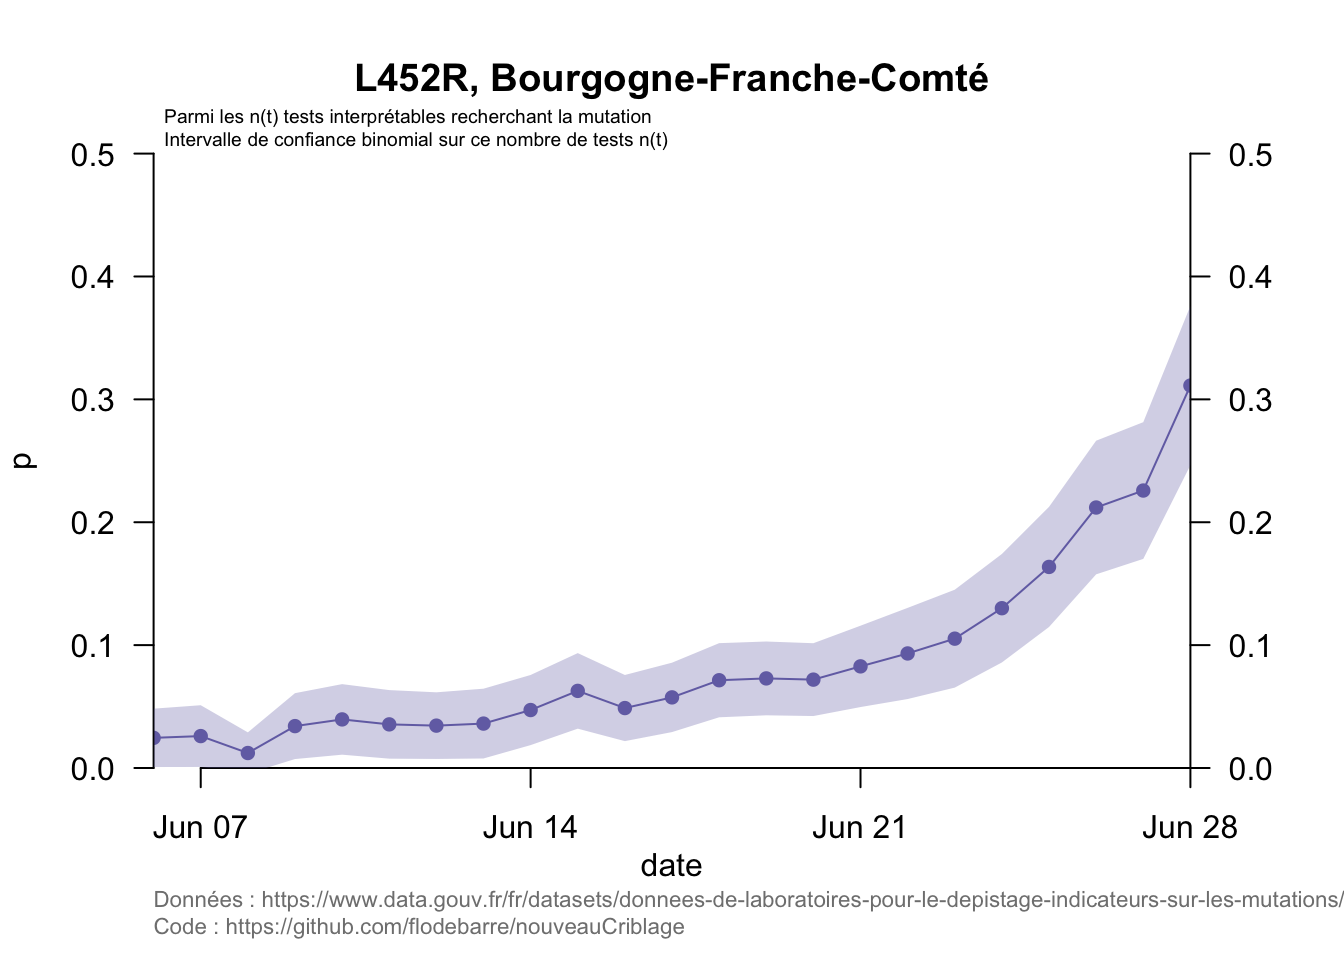 L452R, Bourgogne-Franche-Comté
Parmi les n(t) tests interprétables recherchant la mutation
Intervalle de confiance binomial sur ce nombre de tests n(t)
0.5
0.4
0.3
0.2
0.1
0.0
p
0.5
0.4
0.3
0.2
0.1
0.0
Jun 07
Jun 14
Jun 21
Jun 28
date
Données : https://www.data.gouv.fr/fr/datasets/donnees-de-laboratoires-pour-le-depistage-indicateurs-sur-les-mutations/
Code : https://github.com/flodebarre/nouveauCriblage